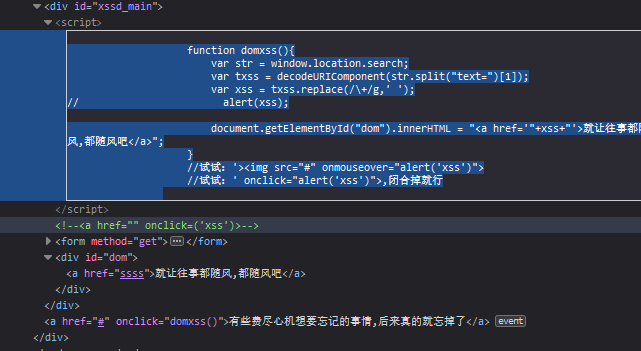 <div id="xssd_main">
<script>
function domxss(){
var str = window.location.search;
var txss = decodeURIComponent(str.split("text=")[1]);
var xss = txss.replace(/\+/g,' ');
// alert(xss);
document.getElementById("dom").innerHTML = "<a href='"+xss+"'>就让往事都随
风,都随风吧</a>";
}
//试试：'><img src="#" onmouseover="alert('xss')">
//试试：' onclick="alert('xss')">,闭合掉就行
</script>
<!--<a href="" onclick=('xss')>-->
<form method="get">…</form>
<div id="dom">
<a href="ssss">就让往事都随风,都随风吧</a>
</div>
</div>
<a href="#" onclick="domxss()">有些费尽心机想要忘记的事情,后来真的就忘掉了</a> event
</div>